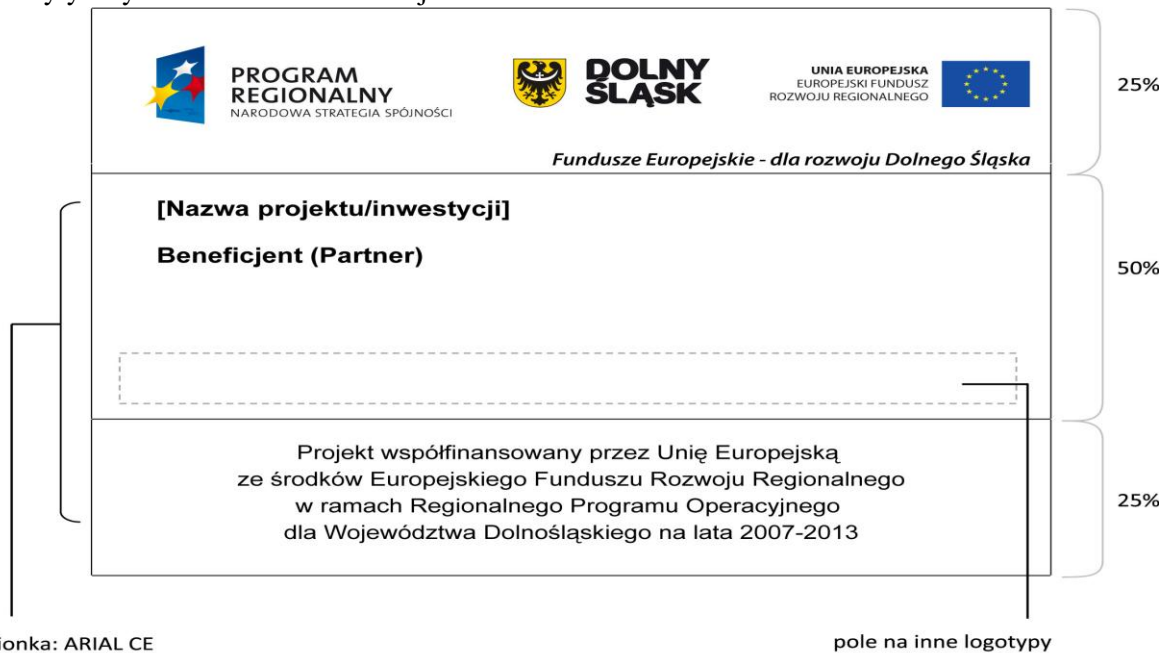 PROGRAM
REGIONALNY
NARODOWA STRATEGIA SPÓJNOŚCI
DOLNY
ŚLĄSK
UNIA EUROPEJSKA
EUROPEJSKI FUNDUSZ
ROZWOJU REGIONALNEGO
25%
Fundusze Europejskie - dla rozwoju Dolnego Śląska
[Nazwa projektu/inwestycji]
Beneficjent (Partner)
50%
Projekt współfinansowany przez Unię Europejską
ze środków Europejskiego Funduszu Rozwoju Regionalnego
w ramach Regionalnego Programu Operacyjnego
dla Województwa Dolnośląskiego na lata 2007-2013
25%
ionka: ARIAL CE
pole na inne logotypy